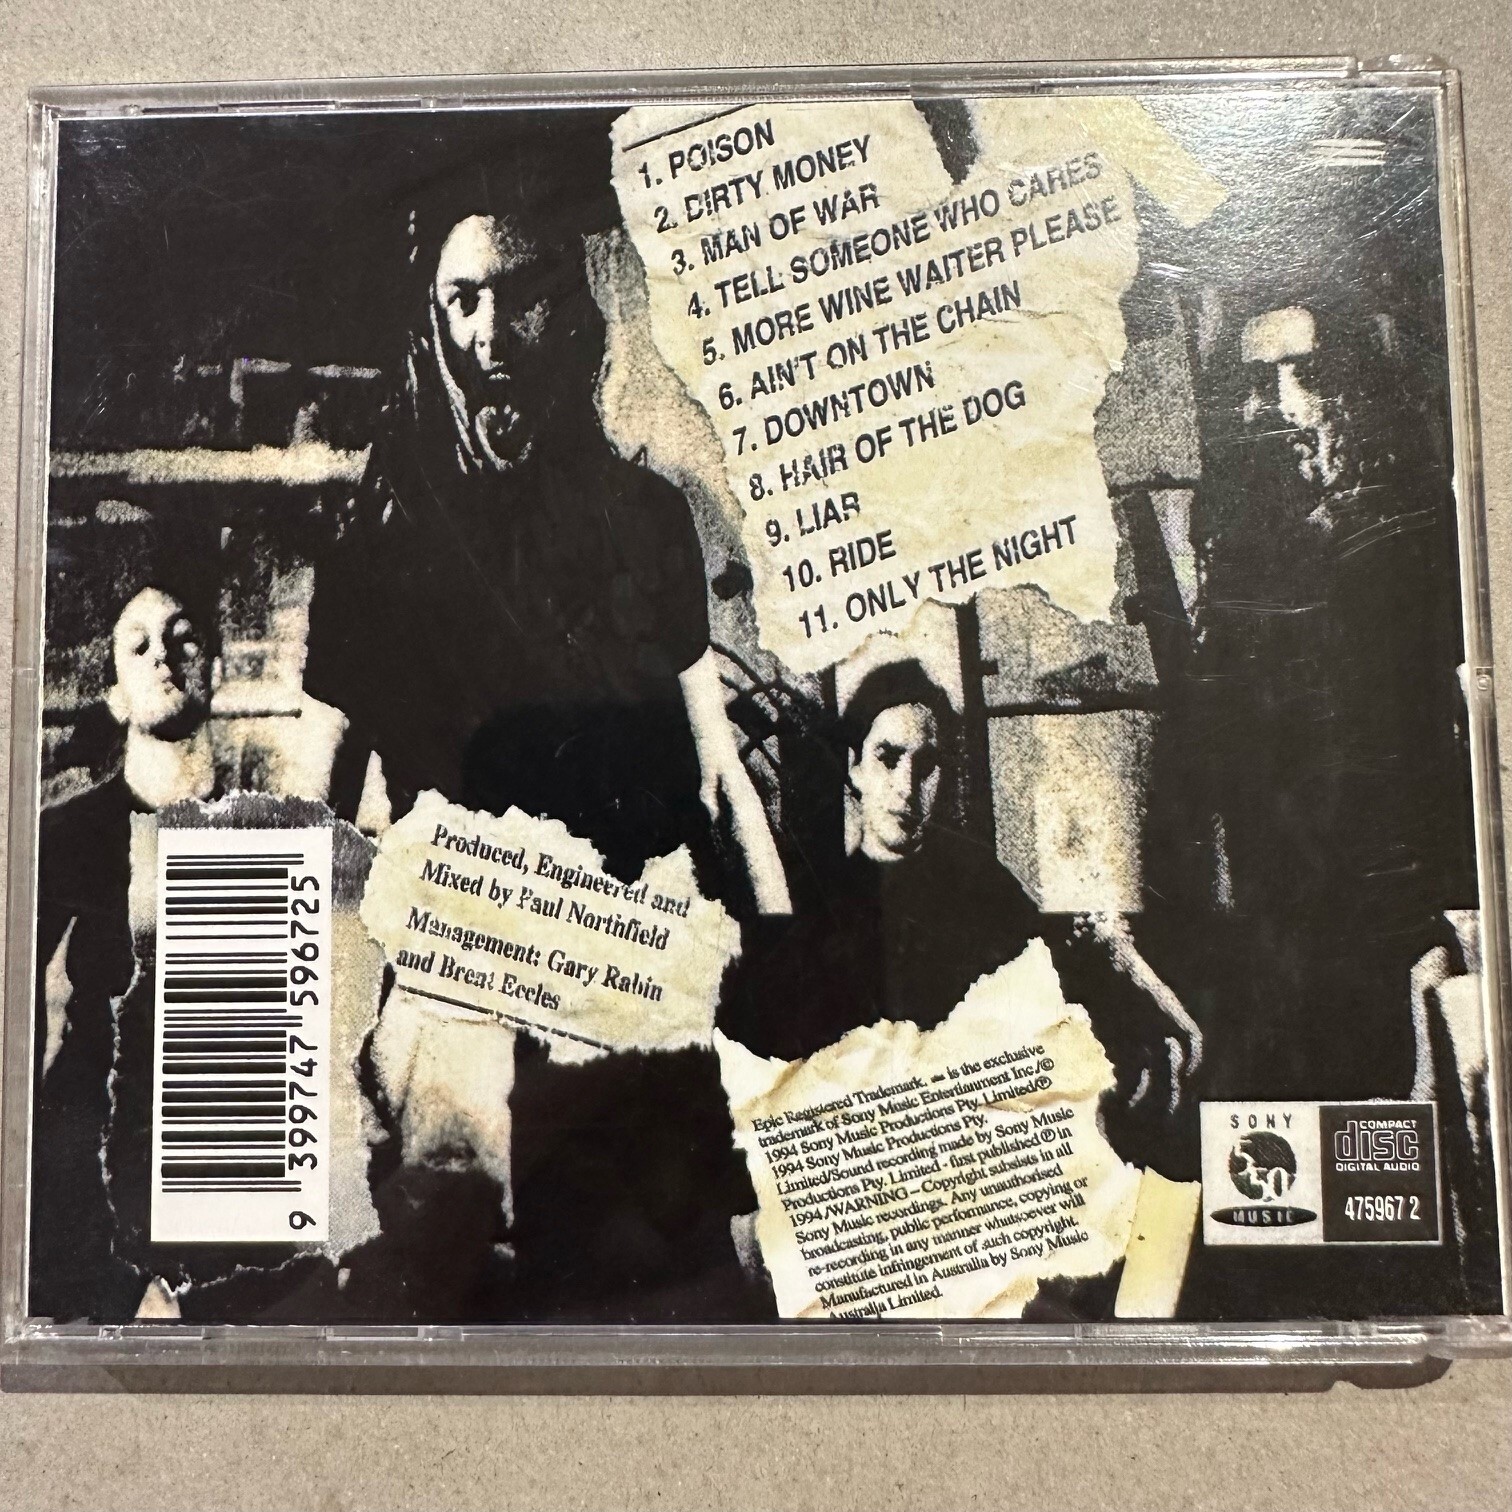 1. POISON
2. DIRTY MONEY
3. MAN OF WAR
4. TELL SOMEONE WHO CARES
5. MORE WINE WAITER PLEASE
6. AIN'T ON THE CHAIN
7. DOWNTOWN
8. HAIR OF THE DOG
9. LIAR
10. RIDE
11. ONLY THE NIGHT
Produced, Engineered and
Mixed by Paul Northfield
Management: Gary Rabin
and Brent Eccles
9 399747 596725
Epic Registered Trademark, is the exclusive
trademark of Sony Music Entertianment Inc./©
1994 Sony Music Productions Pty. Limited/℗
1994 Sony Music Productions Pty.
Limited/Sound recording made by Sony Music
Productions Pty. Limited - first published ℗ in
1994 /WARNING – Copyright subsists in all
Sony Music recordings. Any unauthorised
broadcasting, public performance, copying or
re-recording in any manner whatsoever will
constitute infringement of such copyright.
Manufactured in Australia by Sony Music
Australia Limited.
SONY
550
MUSIC
COMPACT
disc
DIGITAL AUDIO
475967 2